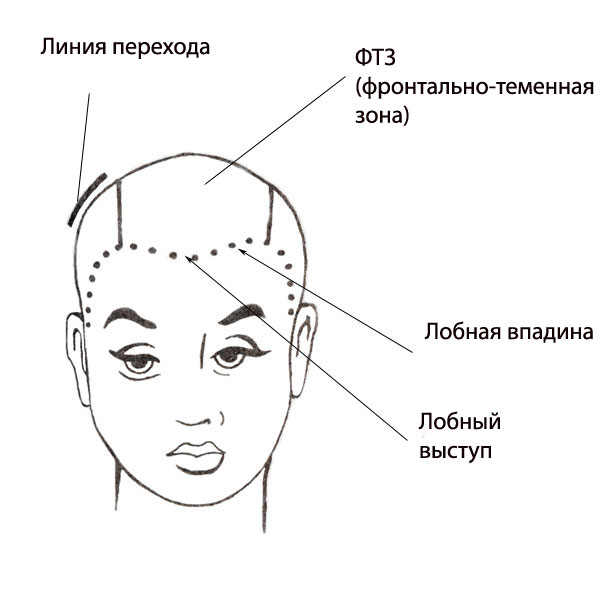 Линия перехода
ФТЗ
(фронтально-теменная
зона)
Лобная впадина
Лобный
выступ